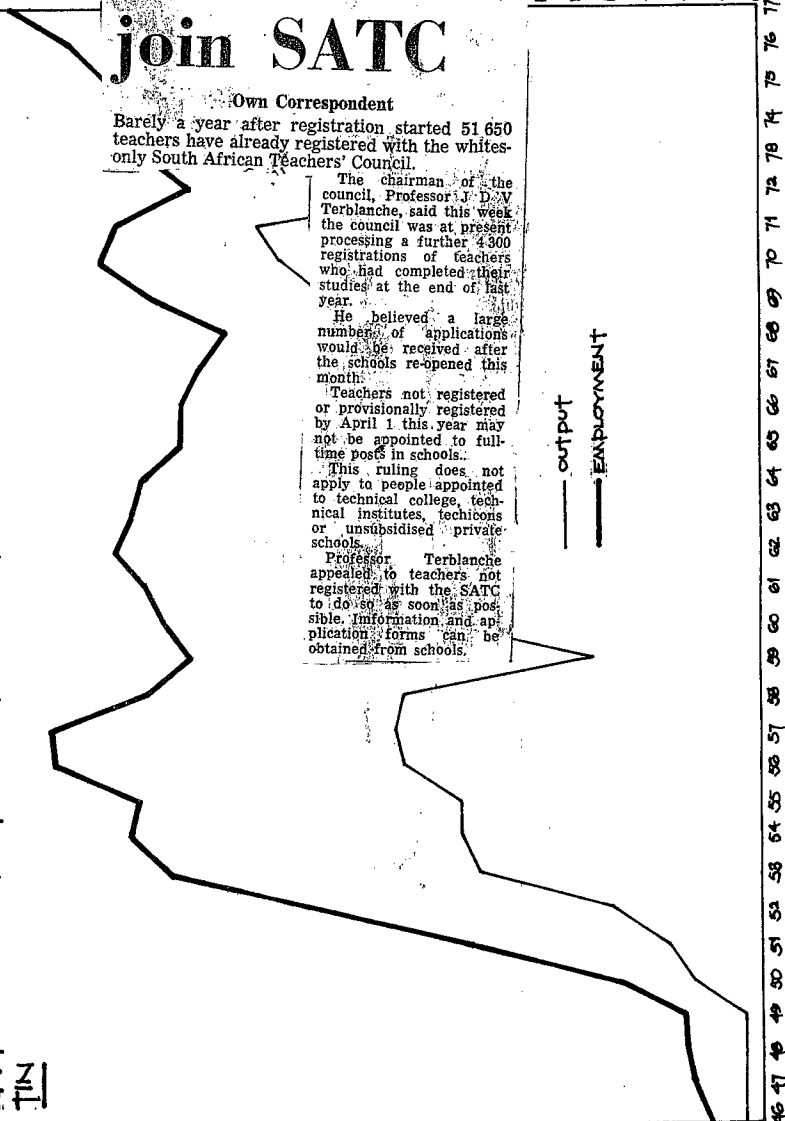 join SATC
Own Correspondent
Barely a year after registration started 51 650
teachers have already registered with the whites-
only South African Teachers' Council.
The chairman of the
council, Professor J D V
Terblanche, said this week
the council was at present
processing a further 4 300
registrations of teachers
who had completed their
studies at the end of last
year.
He believed a large
number of applications
would be received after
the schools re-opened this
month.
Teachers not registered
or provisionally registered
by April 1 this year may
not be appointed to full-
time posts in schools.
This ruling does not
apply to people appointed
to technical college, tech-
nical institutes, techicons
or unsubsidised private
schools.
Professor Terblanche
appealed to teachers not
registered with the SATC
to do so as soon as pos-
sible. Imformation and ap-
plication forms can be
obtained from schools.
OUTPUT
EMPLOYMENT
77
76
75
74
78
72
71
70
69
68
67
66
65
64
63
62
61
60
59
58
57
56
55
54
53
52
51
50
49
48
47
46